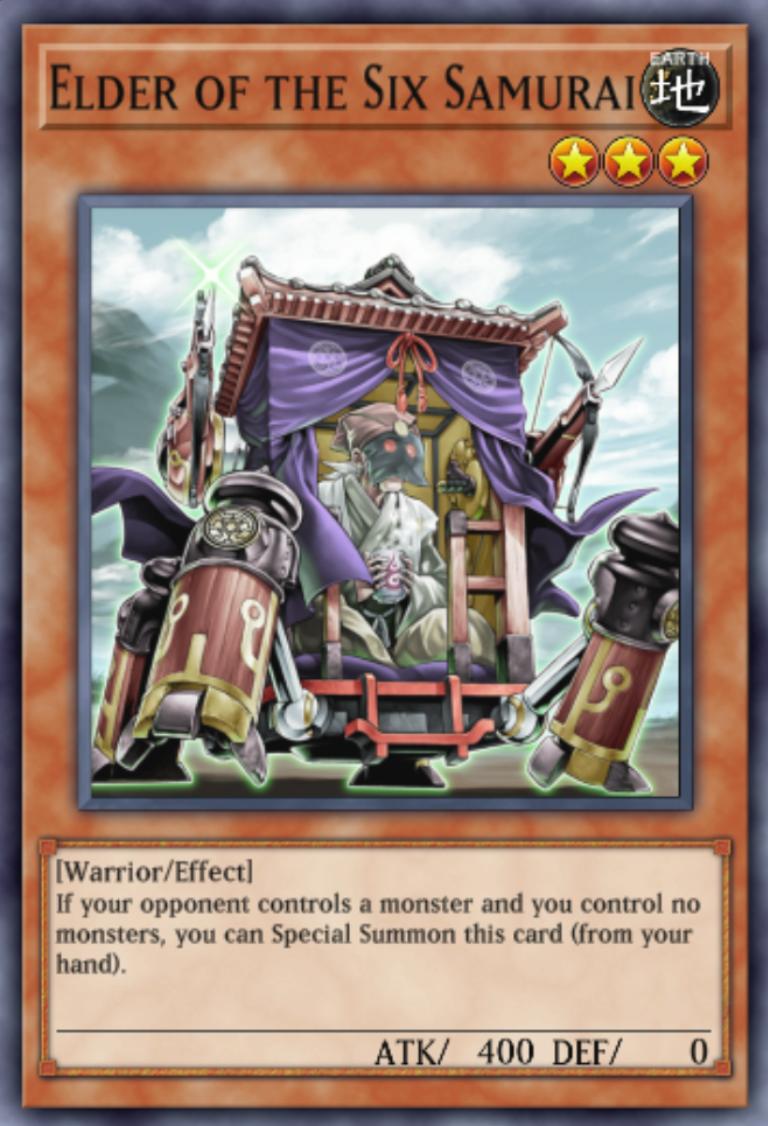 Elder of the Six Samurai
EARTH
地
[Warrior/Effect]
If your opponent controls a monster and you control no
monsters, you can Special Summon this card (from your
hand).
ATK/ 400 DEF/ 0